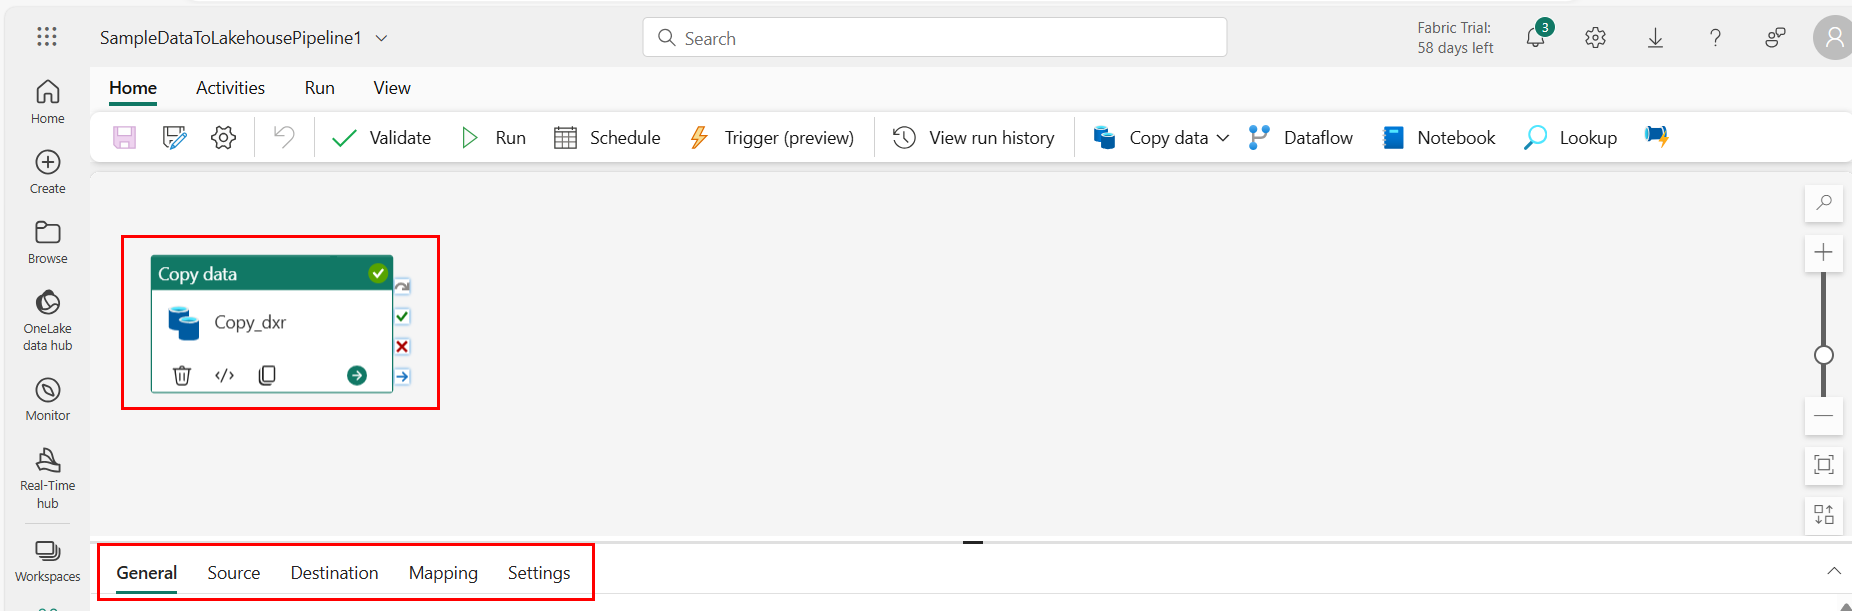 SampleDataToLakehousePipeline1
Search
Fabric Trial:
58 days left
3
Home Activities Run View
Validate Run Schedule Trigger (preview) View run history Copy data Dataflow Notebook Lookup
Home
Create
Browse
OneLake
data hub
Monitor
Real-Time
hub
Workspaces
Copy data
Copy_dxr
General Source Destination Mapping Settings